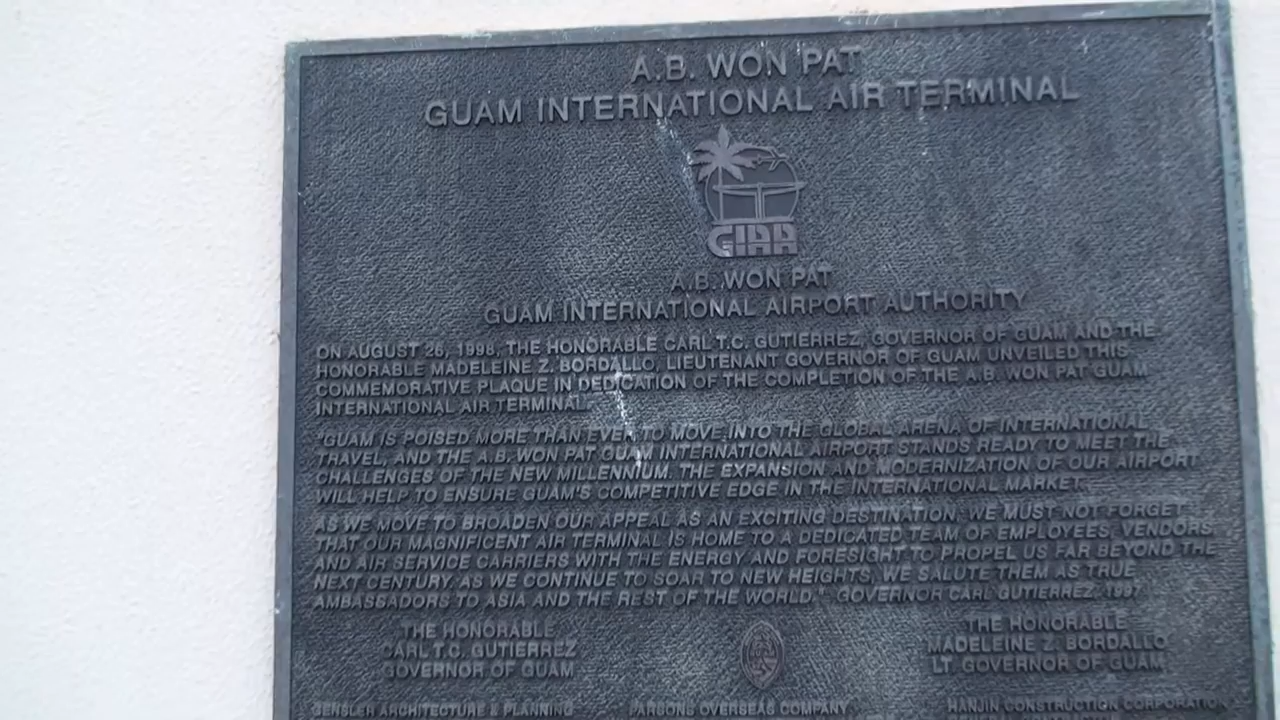 A.B. WON PAT
GUAM INTERNATIONAL AIR TERMINAL
GIAA
A.B. WON PAT
GUAM INTERNATIONAL AIRPORT AUTHORITY
ON AUGUST 26, 1998, THE HONORABLE CARL T.C. GUTIERREZ, GOVERNOR OF GUAM AND THE
HONORABLE MADELEINE Z. BORDALLO, LIEUTENANT GOVERNOR OF GUAM UNVEILED THIS
COMMEMORATIVE PLAQUE IN DEDICATION OF THE COMPLETION OF THE A.B. WON PAT GUAM
INTERNATIONAL AIR TERMINAL.
"GUAM IS POISED MORE THAN EVER TO MOVE INTO THE GLOBAL ARENA OF INTERNATIONAL
TRAVEL, AND THE A.B. WON PAT GUAM INTERNATIONAL AIRPORT STANDS READY TO MEET THE
CHALLENGES OF THE NEW MILLENNIUM. THE EXPANSION AND MODERNIZATION OF OUR AIRPORT
WILL HELP TO ENSURE GUAM'S COMPETITIVE EDGE IN THE INTERNATIONAL MARKET.
AS WE MOVE TO BROADEN OUR APPEAL AS AN EXCITING DESTINATION, WE MUST NOT FORGET
THAT OUR MAGNIFICENT AIR TERMINAL IS HOME TO A DEDICATED TEAM OF EMPLOYEES, VENDORS
AND AIR SERVICE CARRIERS WITH THE ENERGY AND FORESIGHT TO PROPEL US FAR BEYOND THE
NEXT CENTURY. AS WE CONTINUE TO SOAR TO NEW HEIGHTS, WE SALUTE THEM AS TRUE
AMBASSADORS TO ASIA AND THE REST OF THE WORLD." GOVERNOR CARL GUTIERREZ, 1997
THE HONORABLE
CARL T.C. GUTIERREZ
GOVERNOR OF GUAM
THE HONORABLE
MADELEINE Z. BORDALLO
LT. GOVERNOR OF GUAM
GENSLER ARCHITECTURE & PLANNING
PARSONS OVERSEAS COMPANY
HANJIN CONSTRUCTION CORPORATION